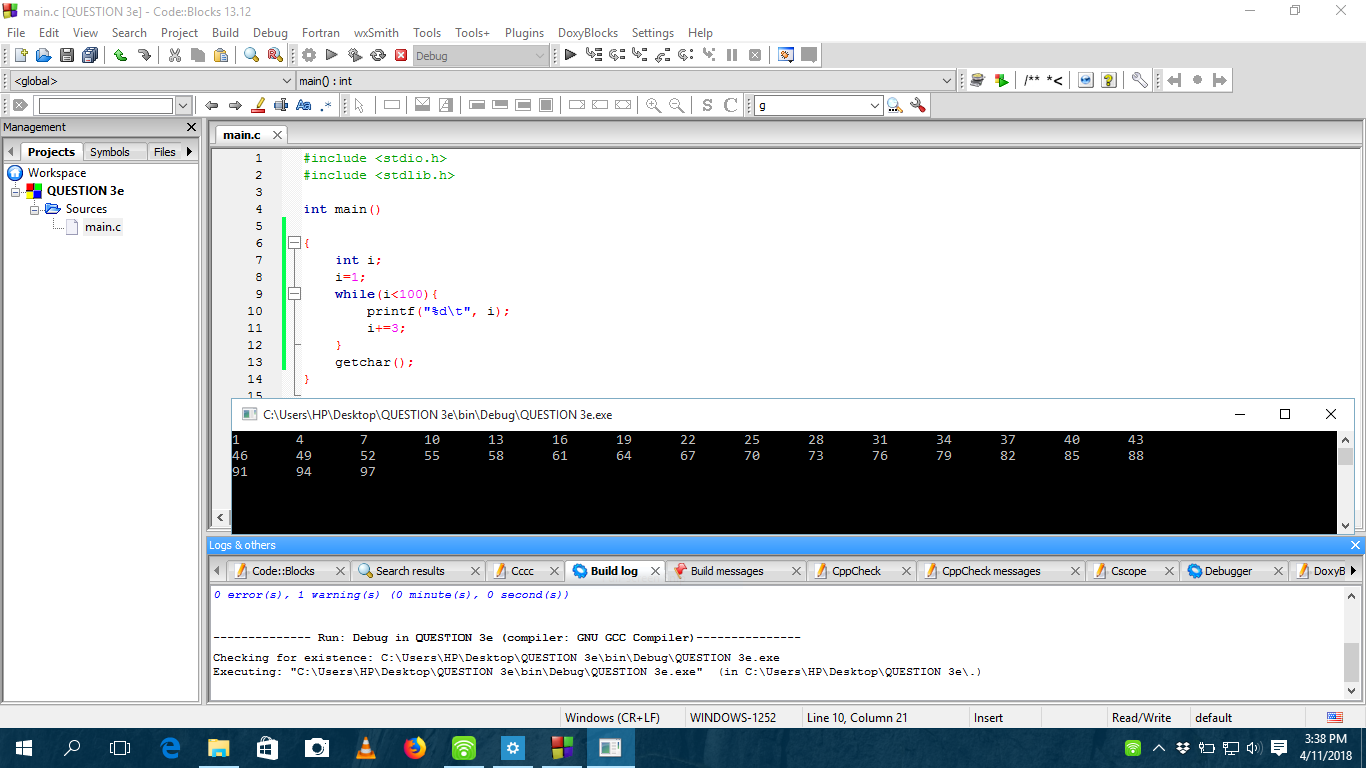 main.c [QUESTION 3e] - Code::Blocks 13.12
File Edit View Search Project Build Debug Fortran wxSmith Tools Tools+ Plugins DoxyBlocks Settings Help
Debug
<global> main() : int /** *<
Aa .* S C g
Management
main.c
Projects Symbols Files
Workspace
QUESTION 3e
Sources
main.c
1 #include <stdio.h>
2 #include <stdlib.h>
3
4 int main()
5
6 {
7 int i;
8 i=1;
9 while(i<100){
10 printf("%d\t", i);
11 i+=3;
12 }
13 getchar();
14 }
15
C:\Users\HP\Desktop\QUESTION 3e\bin\Debug\QUESTION 3e.exe
1 4 7 10 13 16 19 22 25 28 31 34 37 40 43
46 49 52 55 58 61 64 67 70 73 76 79 82 85 88
91 94 97
Logs & others
Code::Blocks Search results Cccc Build log Build messages CppCheck CppCheck messages Cscope Debugger DoxyB
0 error(s), 1 warning(s) (0 minute(s), 0 second(s))
-------------- Run: Debug in QUESTION 3e (compiler: GNU GCC Compiler)---------------
Checking for existence: C:\Users\HP\Desktop\QUESTION 3e\bin\Debug\QUESTION 3e.exe
Executing: "C:\Users\HP\Desktop\QUESTION 3e\bin\Debug\QUESTION 3e.exe" (in C:\Users\HP\Desktop\QUESTION 3e\.)
Windows (CR+LF) WINDOWS-1252 Line 10, Column 21 Insert Read/Write default
3:38 PM
4/11/2018